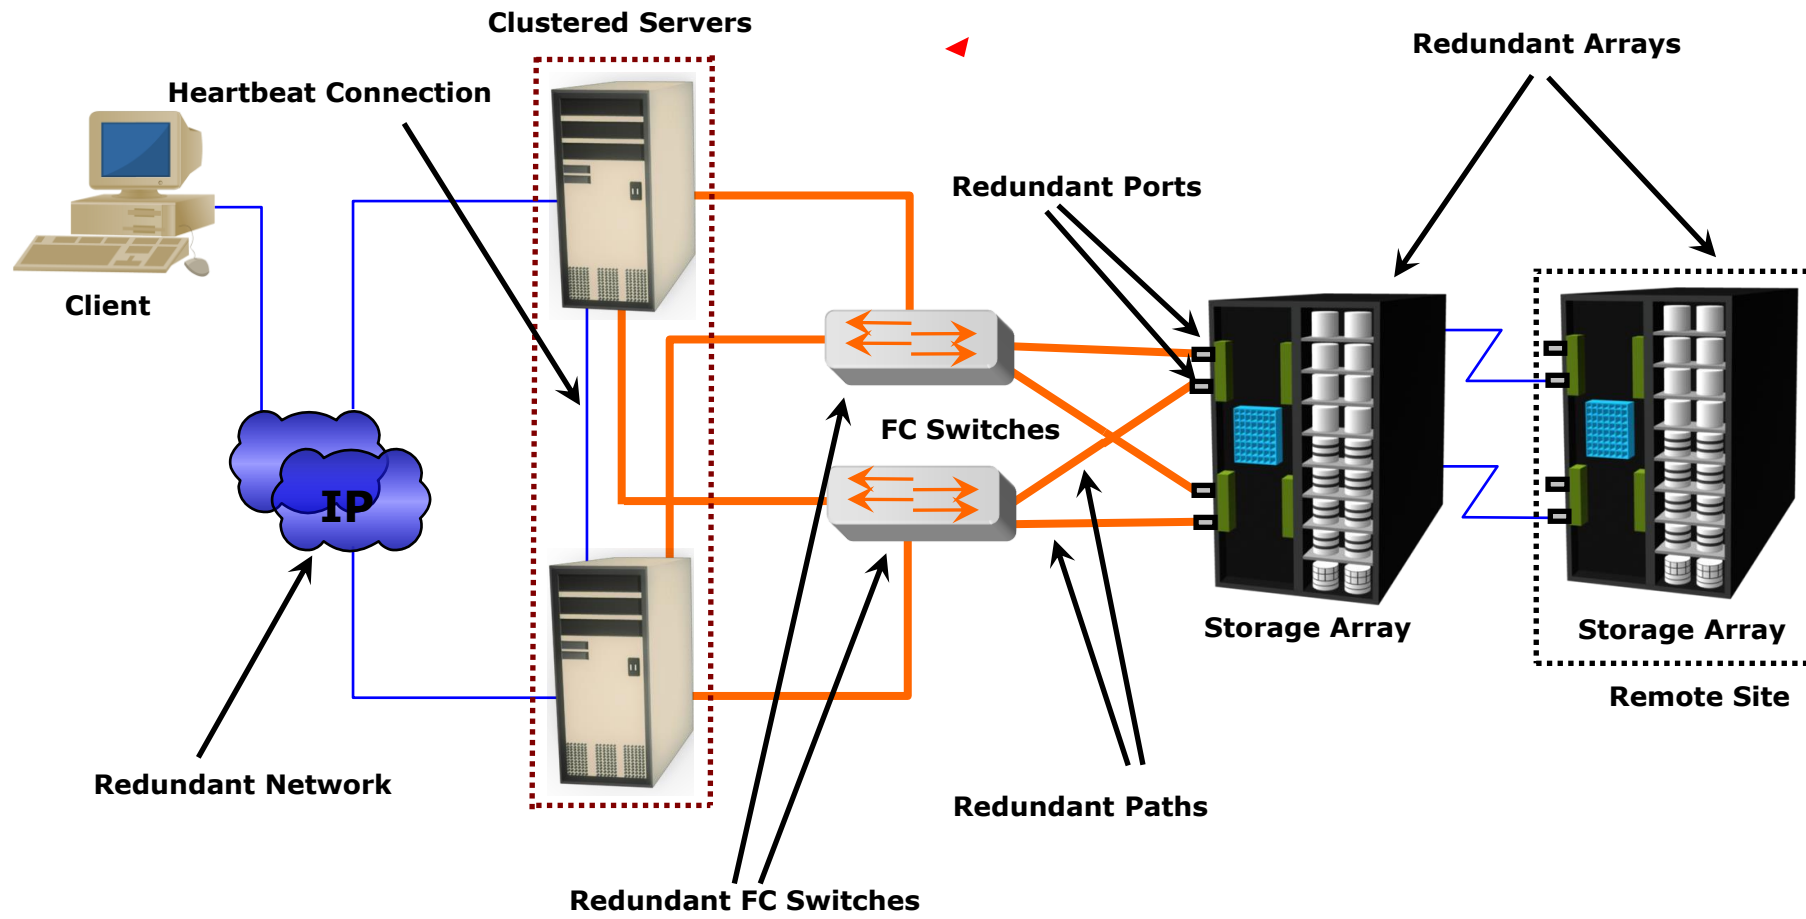 Clustered Servers
Redundant Arrays
Heartbeat Connection
Redundant Ports
Client
FC Switches
IP
Storage Array
Storage Array
Remote Site
Redundant Network
Redundant Paths
Redundant FC Switches